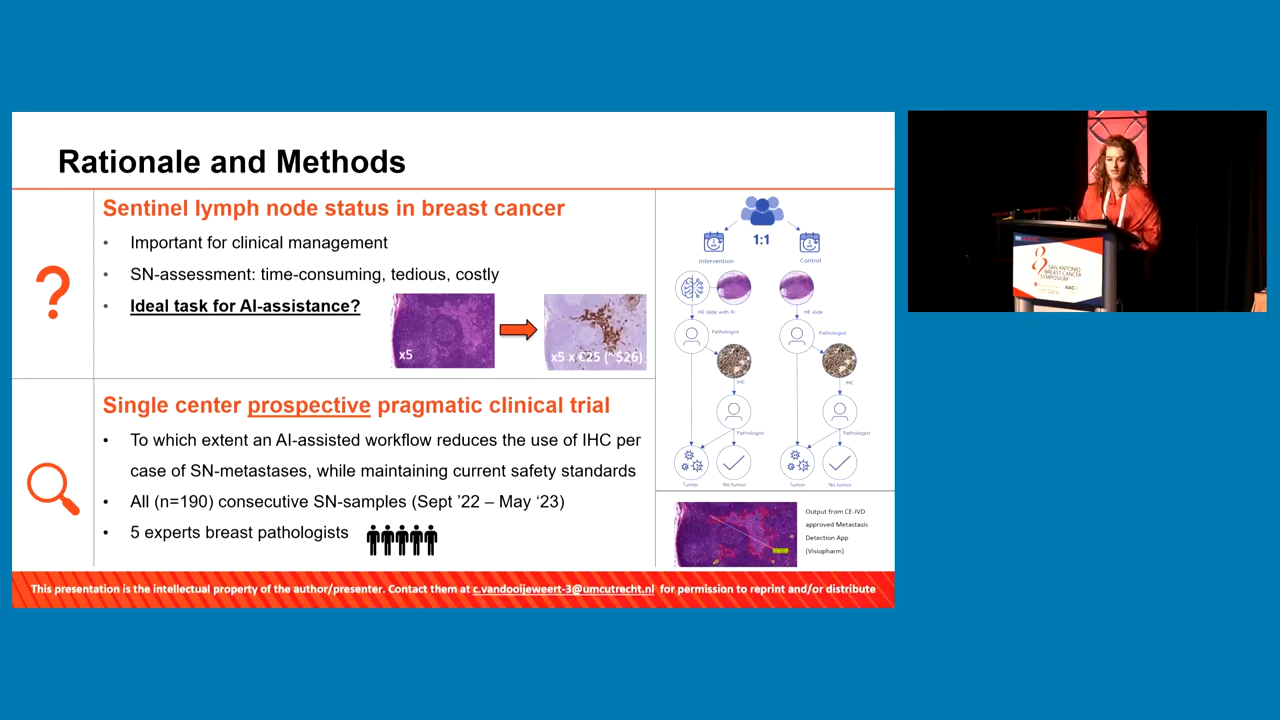 Rationale and Methods
Sentinel lymph node status in breast cancer
• Important for clinical management
• SN-assessment: time-consuming, tedious, costly
• Ideal task for AI-assistance?
x5
x5 x €25 (~$26)
Single center prospective pragmatic clinical trial
• To which extent an AI-assisted workflow reduces the use of IHC per
case of SN-metastases, while maintaining current safety standards
• All (n=190) consecutive SN-samples (Sept '22 – May '23)
• 5 experts breast pathologists
1:1
Intervention
Control
HE slide with AI
HE slide
Pathologist
Pathologist
IHC
IHC
Pathologist
Pathologist
Tumor
No tumor
Tumor
No tumor
Output from CE-IVD
approved Metastasis
Detection App
(Visiopharm)
This presentation is the intellectual property of the author/presenter. Contact them at c.vandooijeweert-3@umcutrecht.nl for permission to reprint and/or distribute
SAN ANTONIO
BREAST CANCER
SYMPOSIUM